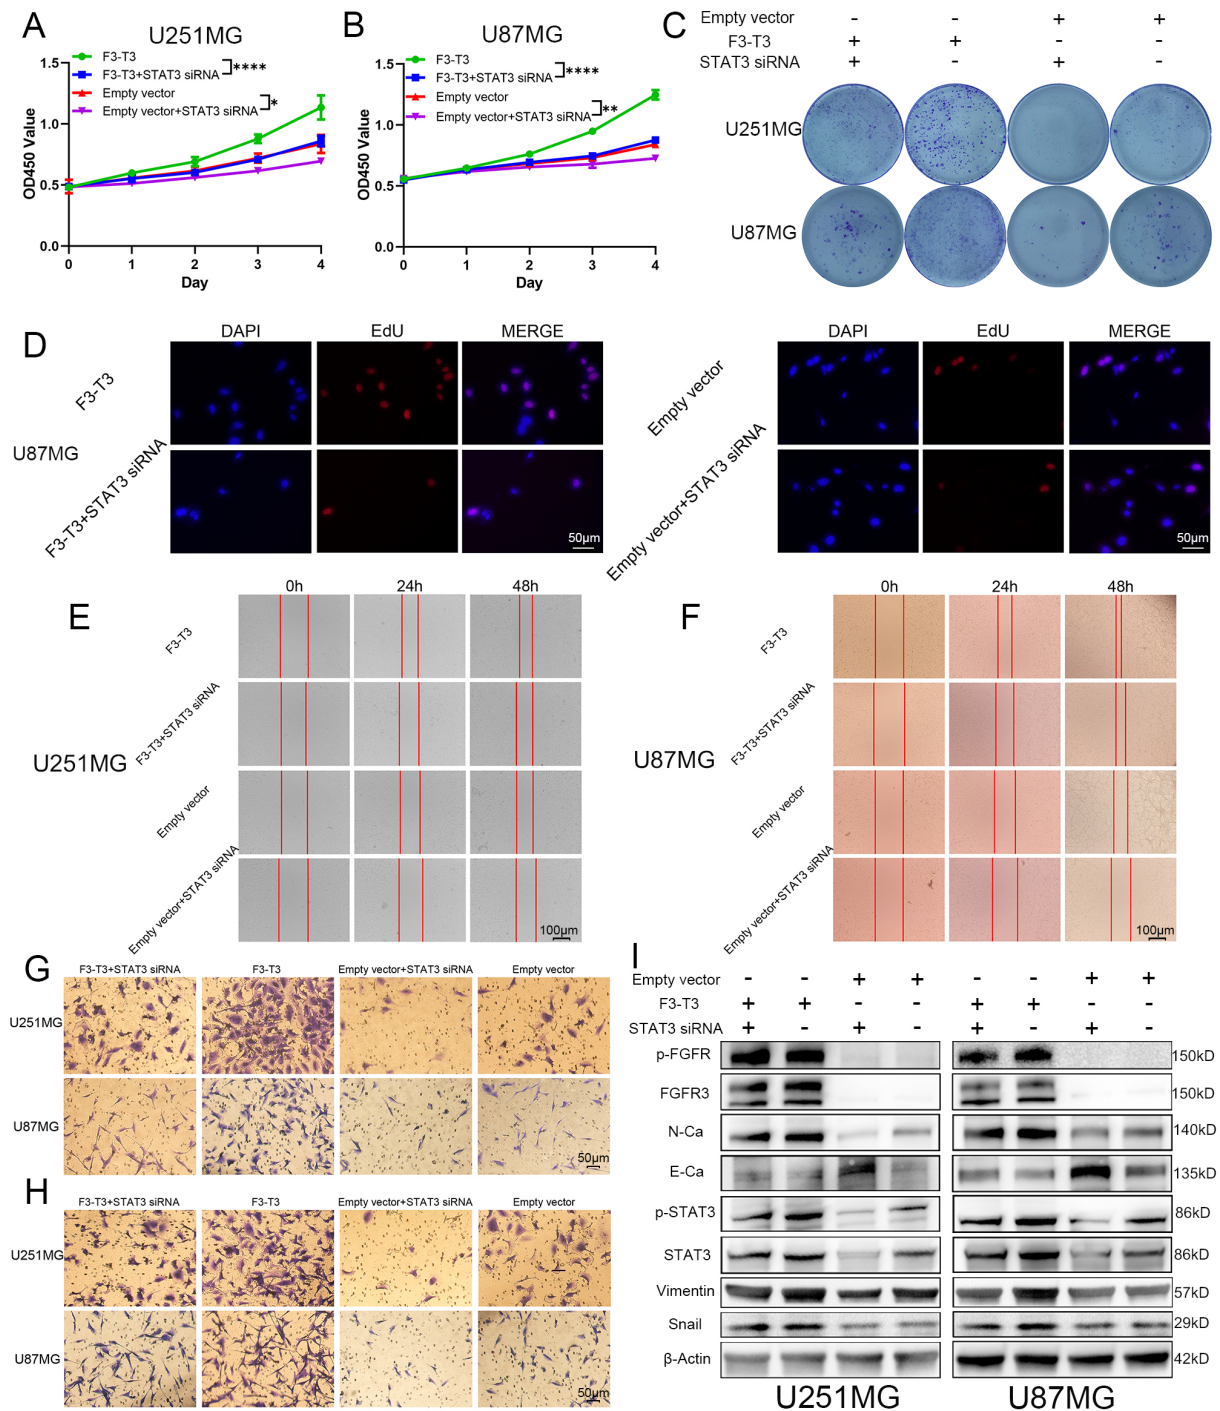 A
U251MG
F3-T3
F3-T3+STAT3 siRNA
****
Empty vector
Empty vector+STAT3 siRNA
*
OD450 Value
1.5
1.0
0.5
0.0
0 1 2 3 4
Day
B
U87MG
F3-T3
F3-T3+STAT3 siRNA
****
Empty vector
Empty vector+STAT3 siRNA
**
OD450 Value
1.5
1.0
0.5
0.0
0 1 2 3 4
Day
C
Empty vector - - + +
F3-T3 + + - -
STAT3 siRNA + - + -
U251MG
U87MG
D
DAPI EdU MERGE
F3-T3
U87MG
F3-T3+STAT3 siRNA
50μm
DAPI EdU MERGE
Empty vector
Empty vector+STAT3 siRNA
50μm
E
0h 24h 48h
F3-T3
F3-T3+STAT3 siRNA
U251MG
Empty vector
Empty vector+STAT3 siRNA
100μm
F
0h 24h 48h
F3-T3
F3-T3+STAT3 siRNA
U87MG
Empty vector
Empty vector+STAT3 siRNA
100μm
G
F3-T3+STAT3 siRNA F3-T3 Empty vector+STAT3 siRNA Empty vector
U251MG
U87MG
50μm
H
F3-T3+STAT3 siRNA F3-T3 Empty vector+STAT3 siRNA Empty vector
U251MG
U87MG
50μm
I
Empty vector - - + + - - + +
F3-T3 + + - - + + - -
STAT3 siRNA + - + - + - + -
p-FGFR 150kD
FGFR3 150kD
N-Ca 140kD
E-Ca 135kD
p-STAT3 86kD
STAT3 86kD
Vimentin 57kD
Snail 29kD
β-Actin 42kD
U251MG U87MG